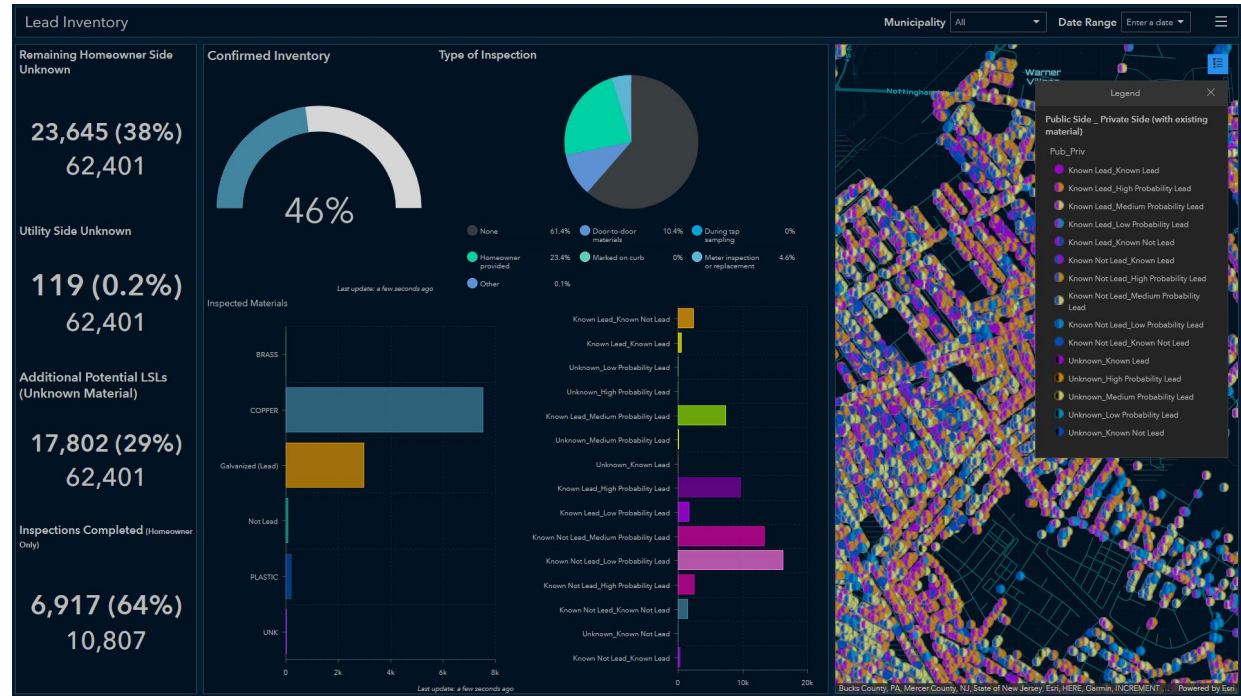 Lead Inventory
Municipality
All
Date Range
Enter a date
Remaining Homeowner Side
Unknown
23,645 (38%)
62,401
Utility Side Unknown
119 (0.2%)
62,401
Additional Potential LSLs
(Unknown Material)
17,802 (29%)
62,401
Inspections Completed (Homeowner
Only)
6,917 (64%)
10,807
Confirmed Inventory
46%
Last update: a few seconds ago
Type of Inspection
None 61.4%
Door-to-door
materials
10.4%
During tap
sampling
0%
Homeowner
provided
23.4%
Marked on curb 0%
Meter inspection
or replacement
4.6%
Other 0.1%
Inspected Materials
BRASS
COPPER
Galvanized (Lead)
Not Lead
PLASTIC
UNK
0 2k 4k 6k 8k
Last update: a few seconds ago
Known Lead_Known Not Lead
Known Lead_Known Lead
Unknown_Low Probability Lead
Unknown_High Probability Lead
Known Lead_Medium Probability Lead
Unknown_Medium Probability Lead
Unknown_Known Lead
Known Lead_High Probability Lead
Known Lead_Low Probability Lead
Known Not Lead_Medium Probability Lead
Known Not Lead_Low Probability Lead
Known Not Lead_High Probability Lead
Known Not Lead_Known Not Lead
Unknown_Known Not Lead
Known Not Lead_Known Lead
0 10k 20k
Warner
Nottingham
Legend
Public Side _ Private Side (with existing
material)
Pub_Priv
Known Lead_Known Lead
Known Lead_High Probability Lead
Known Lead_Medium Probability Lead
Known Lead_Low Probability Lead
Known Lead_Known Not Lead
Known Not Lead_Known Lead
Known Not Lead_High Probability Lead
Known Not Lead_Medium Probability
Lead
Known Not Lead_Low Probability Lead
Known Not Lead_Known Not Lead
Unknown_Known Lead
Unknown_High Probability Lead
Unknown_Medium Probability Lead
Unknown_Low Probability Lead
Unknown_Known Not Lead
Bucks County, PA, Mercer County, NJ, State of New Jersey, Esri, HERE, Garmin, INCREMENT ... Powered by Esri